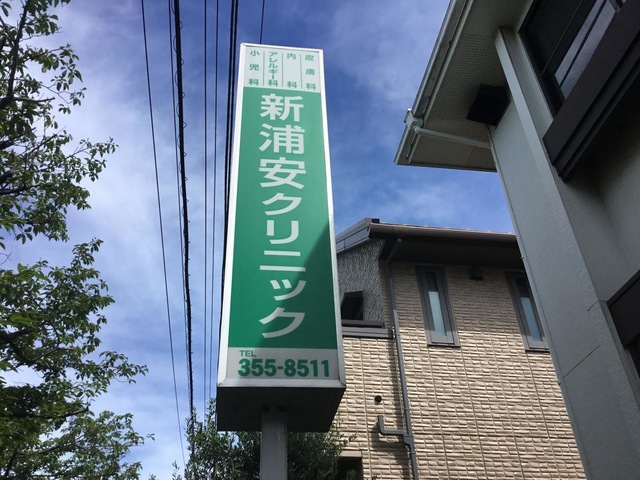 皮膚科
内科
アレルギー科
小児科
新浦安クリニック
TEL
355-8511